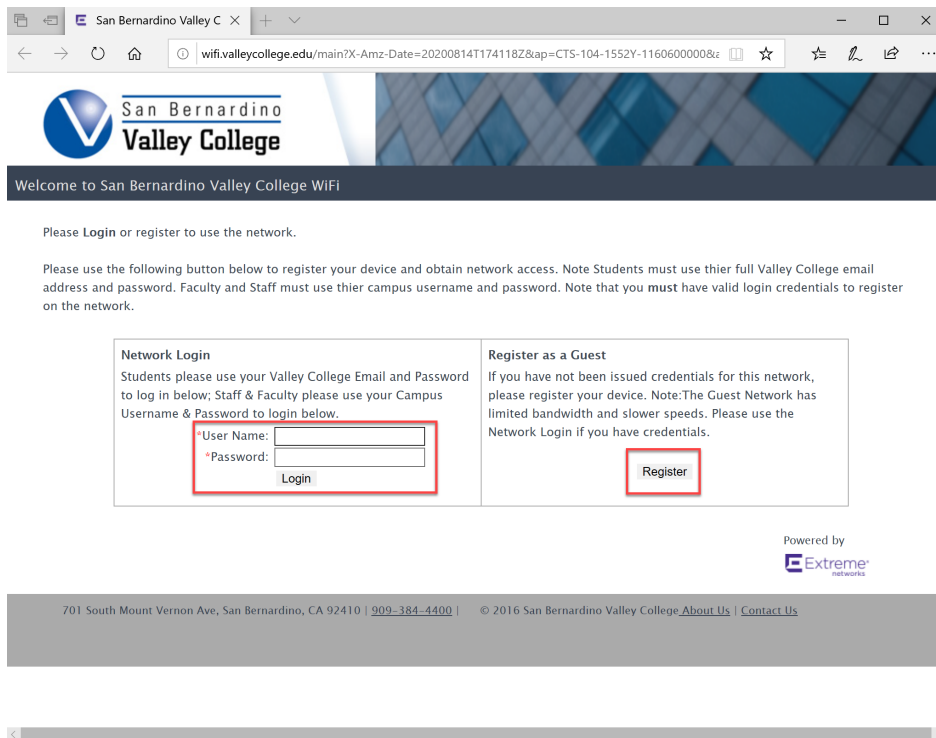 San Bernardino Valley C
wifi.valleycollege.edu/main?X-Amz-Date=20200814T174118Z&ap=CTS-104-1552Y-1160600000&a
San Bernardino
Valley College
Welcome to San Bernardino Valley College WiFi
Please Login or register to use the network.
Please use the following button below to register your device and obtain network access. Note Students must use thier full Valley College email
address and password. Faculty and Staff must use thier campus username and password. Note that you must have valid login credentials to register
on the network.
Network Login
Students please use your Valley College Email and Password
to log in below; Staff & Faculty please use your Campus
Username & Password to login below.
*User Name:
*Password:
Login
Register as a Guest
If you have not been issued credentials for this network,
please register your device. Note:The Guest Network has
limited bandwidth and slower speeds. Please use the
Network Login if you have credentials.
Register
Powered by
Extreme
networks
701 South Mount Vernon Ave, San Bernardino, CA 92410 | 909-384-4400 | © 2016 San Bernardino Valley College About Us | Contact Us